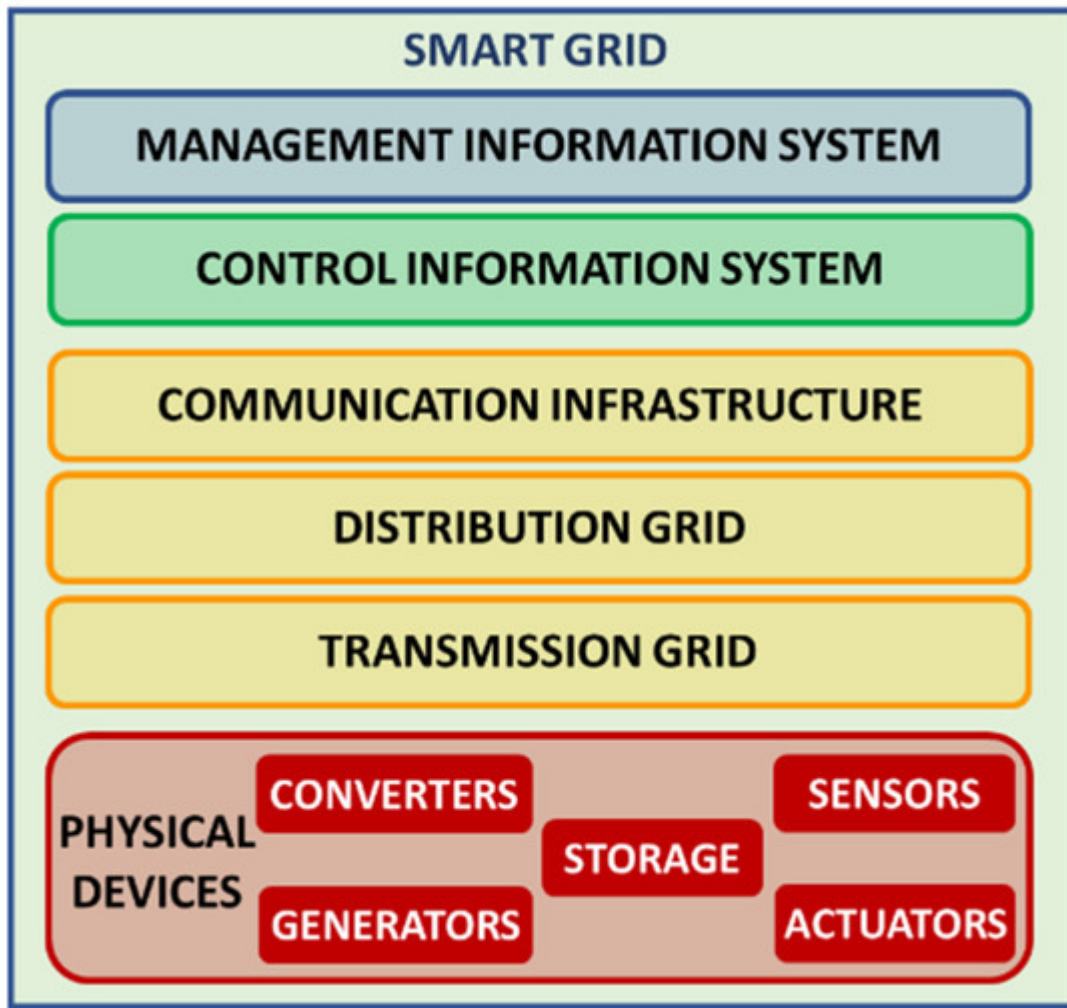 SMART GRID
MANAGEMENT INFORMATION SYSTEM
CONTROL INFORMATION SYSTEM
COMMUNICATION INFRASTRUCTURE
DISTRIBUTION GRID
TRANSMISSION GRID
PHYSICAL
DEVICES
CONVERTERS
GENERATORS
STORAGE
SENSORS
ACTUATORS